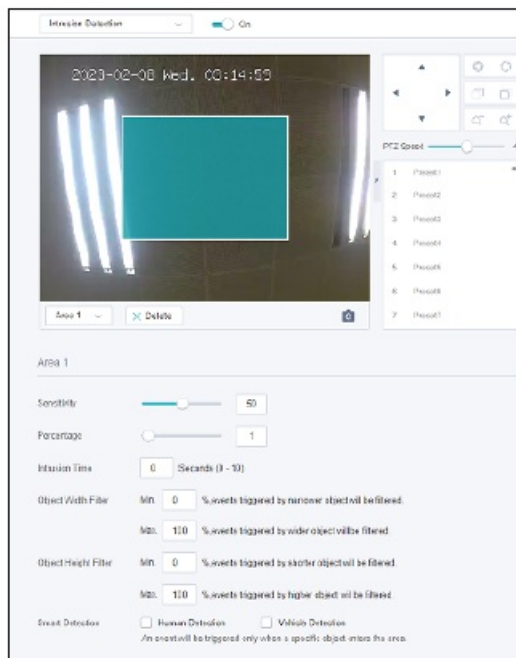 Intrusion Detection On
2023-02-08 Wed. 03:14:59
PTZ Speed
1 Preset1
2 Preset2
3 Preset3
4 Preset4
5 Preset5
6 Preset6
7 Preset7
Area 1 Delete
Area 1
Sensitivity 50
Percentage 1
Intrusion Time 0 Seconds (0 - 10)
Object Width Filter Min. 0 %,events triggered by narrower object will be filtered.
Max. 100 %,events triggered by wider object will be filtered.
Object Height Filter Min. 0 %,events triggered by shorter object will be filtered.
Max. 100 %,events triggered by higher object will be filtered.
Smart Detection Human Detection Vehicle Detection
An event will be triggered only when a specific object enters the area.